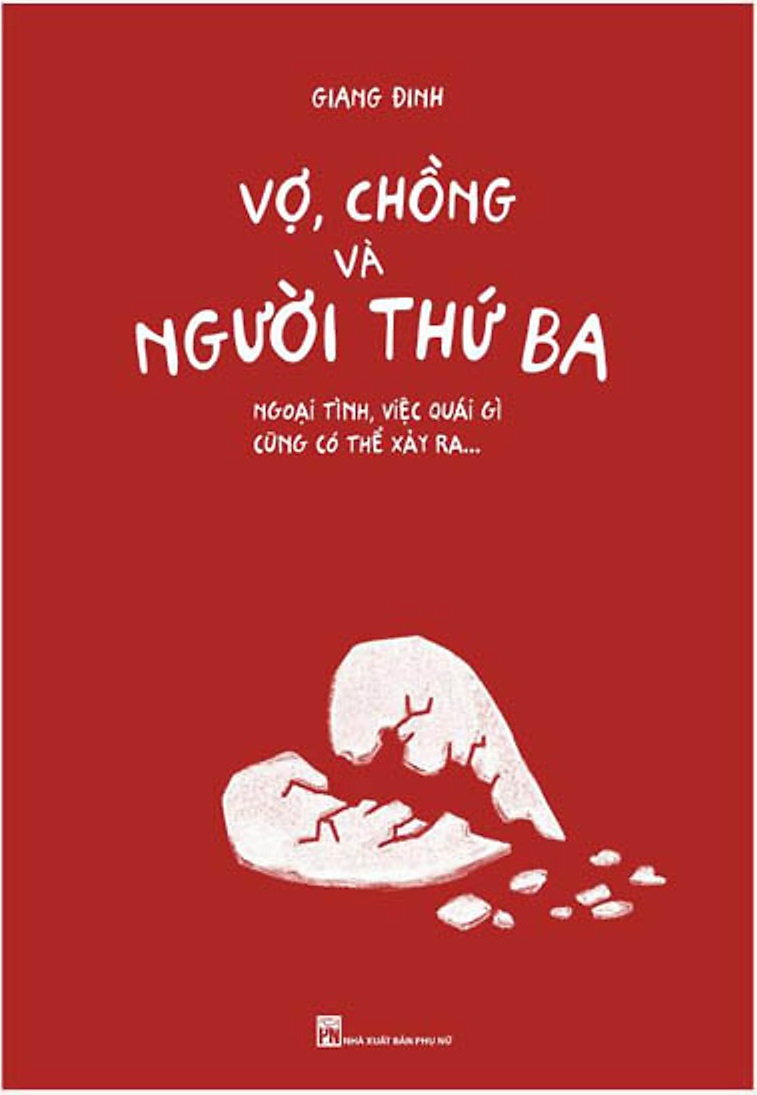 GIANG ĐINH
VỢ, CHỒNG
VÀ
NGƯỜI THỨ BA
NGOẠI TÌNH, VIỆC QUÁI GÌ
CŨNG CÓ THỂ XẢY RA...
PN NHÀ XUẤT BẢN PHỤ NỮ